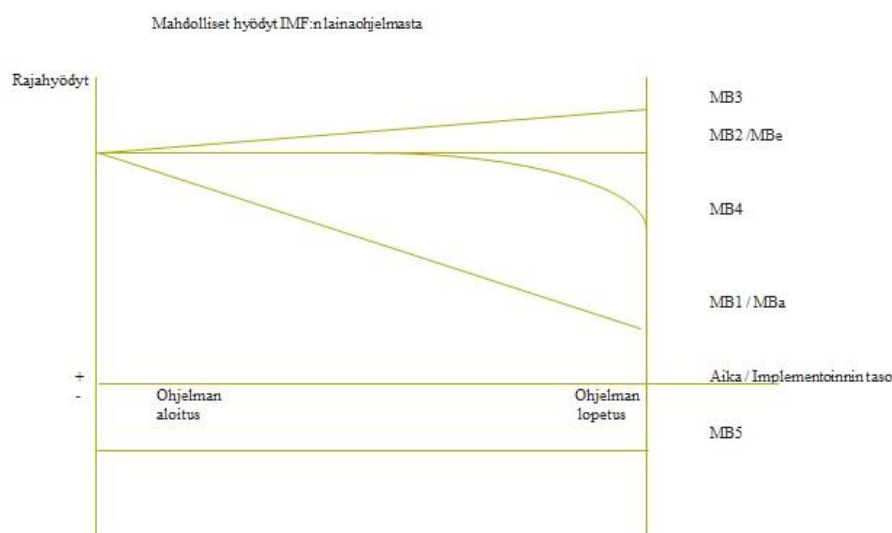 Mahdolliset hyödyt IMF:n lainaohjelmasta
Rajahyödyt
MB3
MB2 /MBe
MB4
MB1 / MBa
+
-
Aika / Implementoinnin taso
Ohjelman
aloitus
Ohjelman
lopetus
MB5